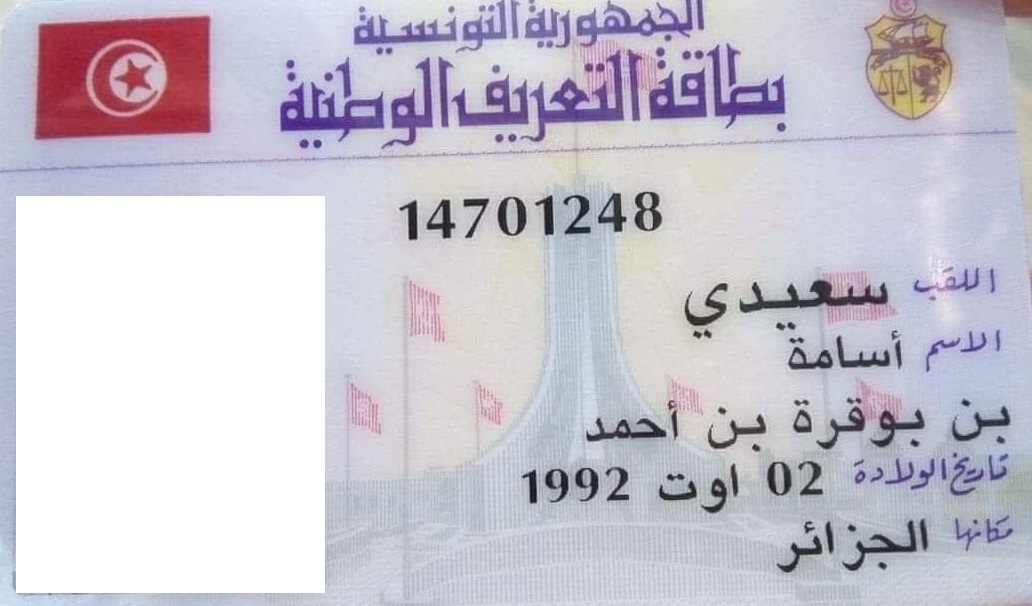 الجمهورية التونسية
بطاقة التعريف الوطنية
14701248
اللقب سعيدي
الاسم أسامة
بن بوقرة بن أحمد
تاريخ الولادة 02 اوت 1992
مكانها الجزائر